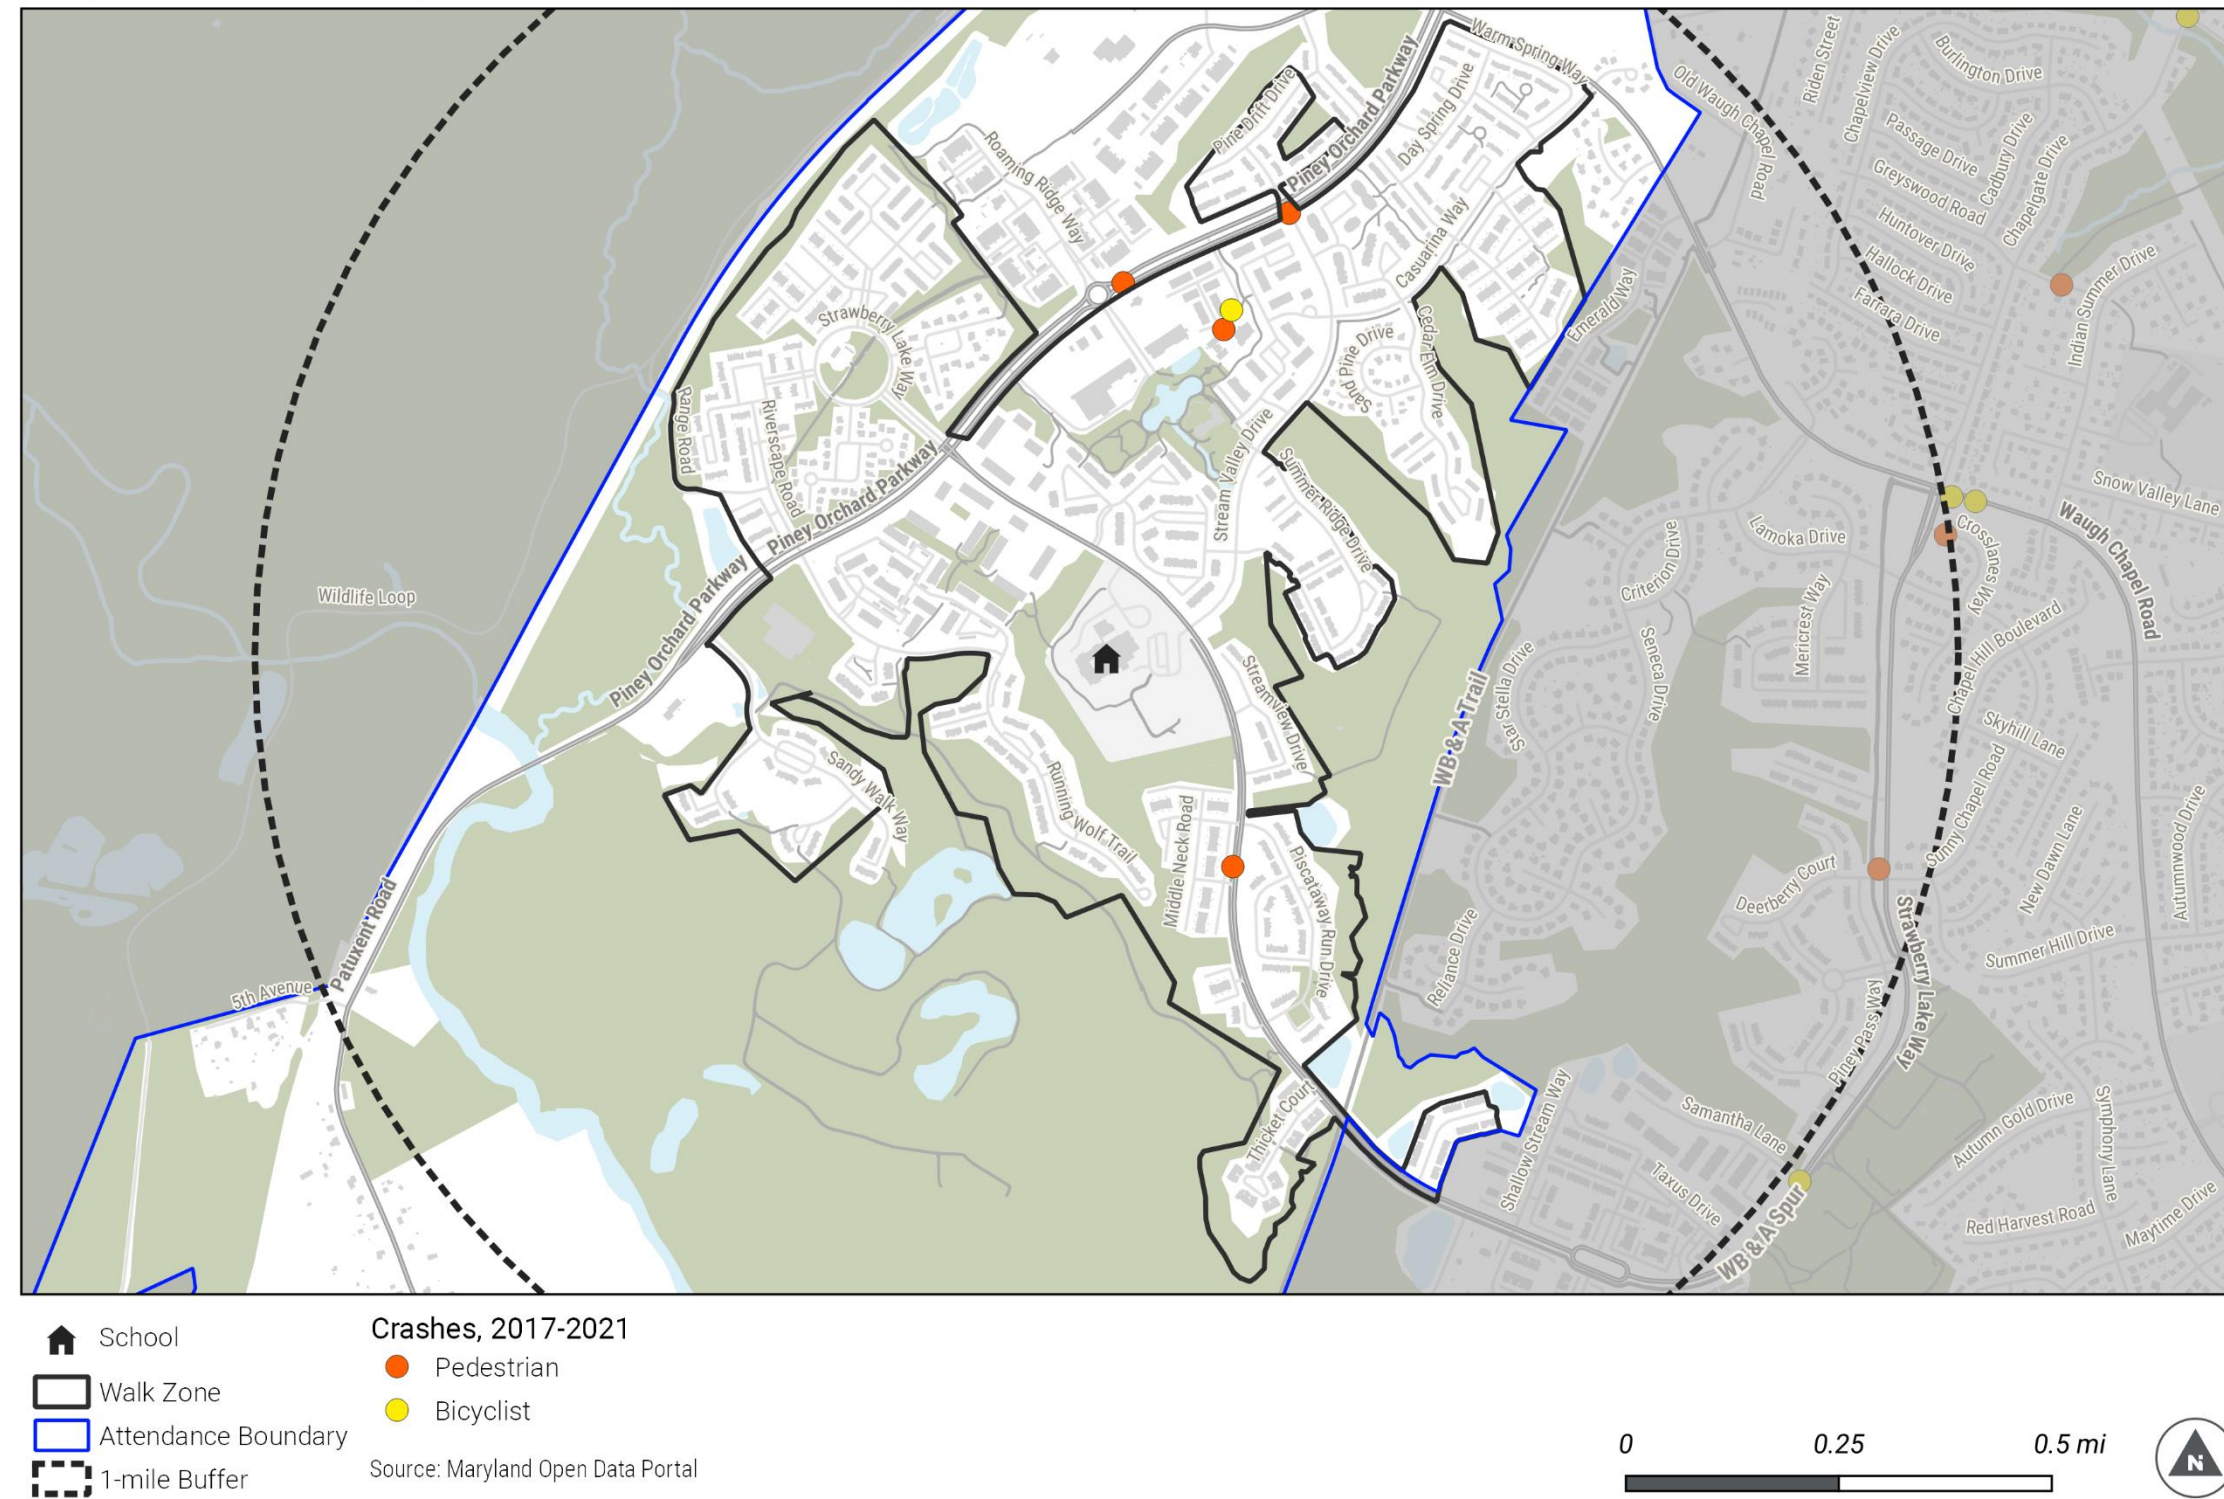 Warm Spring Way
Riden Street
Chapelview Drive
Burlington Drive
Old Waugh Chapel Road
Pine Drift Drive
Piney Orchard Parkway
Day Spring Drive
Passage Drive
Cadbury Drive
Chapelgate Drive
Roaming Ridge Way
Piney Orchard Parkway
Greyswood Road
Huntover Drive
Casuarina Way
Hallock Drive
Emerald Way
Farrara Drive
Indian Summer Drive
Strawberry Lake Way
Pine Drive
Sand
Cedar Elm Drive
Range Road
Riverscape Road
Piney Orchard Parkway
Stream Valley Drive
Summer Ridge Drive
Snow Valley Lane
Waugh Chapel Road
Lamoka Drive
Crosslanes Way
Criterion Drive
Piney Orchard Parkway
Wildlife Loop
Mericrest Way
Chapel Hill Boulevard
Seneca Drive
Star Stella Drive
Streamview Drive
WB & A Trail
Skyhill Lane
Sandy Walk Way
Running Wolf Trail
Middle Neck Road
Piscataway Run Drive
Sunny Chapel Road
New Dawn Lane
Autumnwood Drive
Deerberry Court
Patuxent Road
5th Avenue
Reliance Drive
Strawberry Lake Way
Summer Hill Drive
Piney Pass Way
Thicket Court
Shallow Stream Way
Samantha Lane
Taxus Drive
Autumn Gold Drive
Symphony Lane
WB & A Spur
Red Harvest Road
Maytime Drive
School
Walk Zone
Attendance Boundary
1-mile Buffer
Crashes, 2017-2021
Pedestrian
Bicyclist
Source: Maryland Open Data Portal
0 0.25 0.5 mi
N